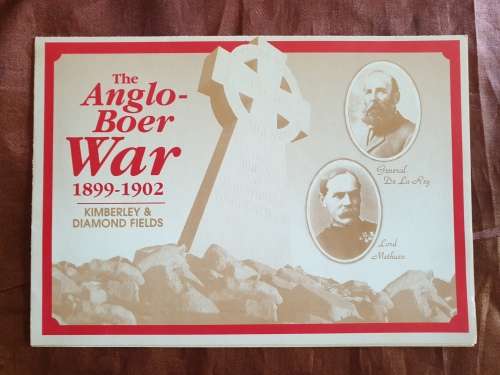 The
Anglo-
Boer
War
1899-1902
KIMBERLEY &
DIAMOND FIELDS
General
De La Rey
Lord
Methuen